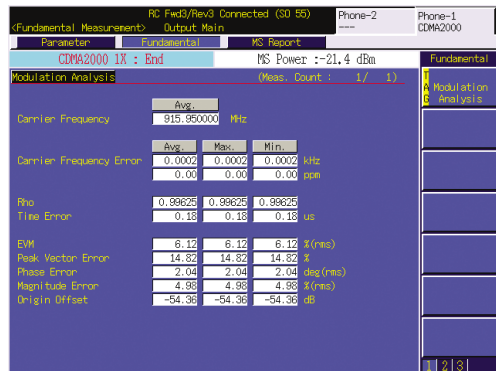 RC Fwd3/Rev3 Connected (SO 55) Phone-2 Phone-1
<Fundamental Measurement> Output Main ---- CDMA2000
Parameter Fundamental MS Report
CDMA2000 1X : End MS Power :-21.4 dBm Fundamental
Modulation Analysis (Meas. Count : 1/ 1)
TAG Modulation Analysis
Avg.
Carrier Frequency 915.950000 MHz
Avg. Max. Min.
Carrier Frequency Error 0.0002 0.0002 0.0002 kHz
0.00 0.00 0.00 ppm
Rho 0.99625 0.99625 0.99625
Time Error 0.18 0.18 0.18 us
EVM 6.12 6.12 6.12 %(rms)
Peak Vector Error 14.82 14.82 14.82 %
Phase Error 2.04 2.04 2.04 deg(rms)
Magnitude Error 4.98 4.98 4.98 %(rms)
Origin Offset -54.36 -54.36 -54.36 dB
1 2 3